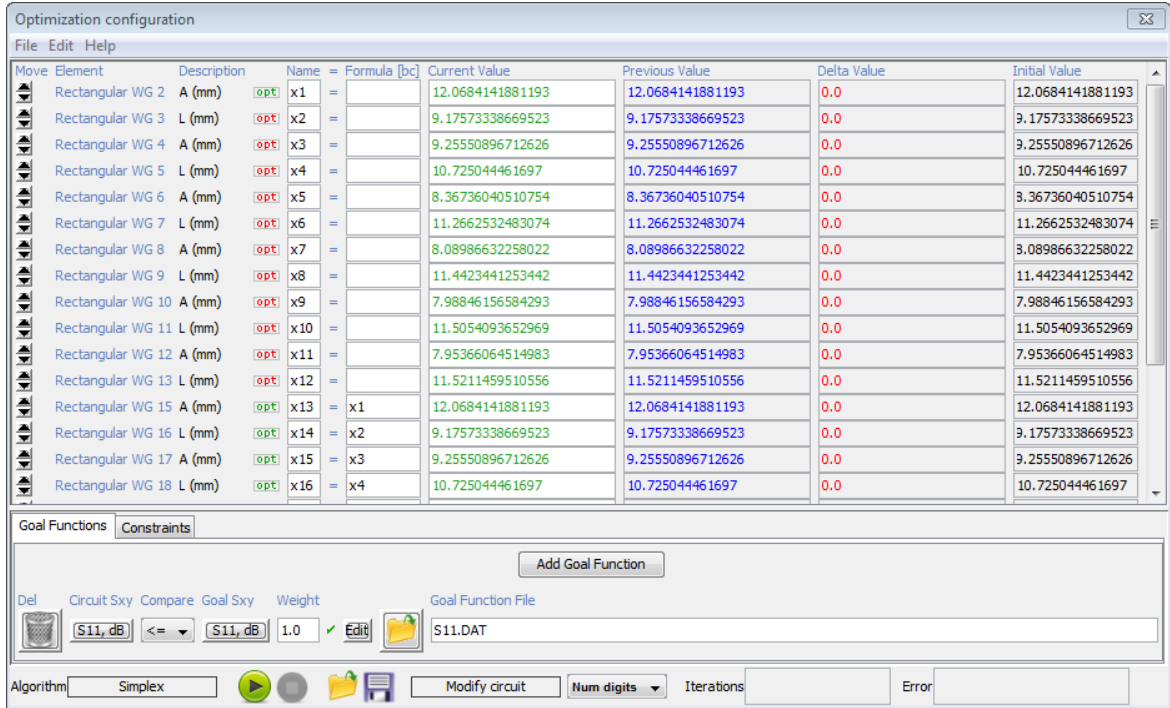 Optimization configuration
File Edit Help
Move Element Description Name = Formula [bc] Current Value Previous Value Delta Value Initial Value
Rectangular WG 2 A (mm) opt x1 = 12.0684141881193 12.0684141881193 0.0 12.0684141881193
Rectangular WG 3 L (mm) opt x2 = 9.17573338669523 9.17573338669523 0.0 9.17573338669523
Rectangular WG 4 A (mm) opt x3 = 9.25550896712626 9.25550896712626 0.0 9.25550896712626
Rectangular WG 5 L (mm) opt x4 = 10.725044461697 10.725044461697 0.0 10.725044461697
Rectangular WG 6 A (mm) opt x5 = 8.36736040510754 8.36736040510754 0.0 8.36736040510754
Rectangular WG 7 L (mm) opt x6 = 11.2662532483074 11.2662532483074 0.0 11.2662532483074
Rectangular WG 8 A (mm) opt x7 = 8.08986632258022 8.08986632258022 0.0 8.08986632258022
Rectangular WG 9 L (mm) opt x8 = 11.4423441253442 11.4423441253442 0.0 11.4423441253442
Rectangular WG 10 A (mm) opt x9 = 7.98846156584293 7.98846156584293 0.0 7.98846156584293
Rectangular WG 11 L (mm) opt x10 = 11.5054093652969 11.5054093652969 0.0 11.5054093652969
Rectangular WG 12 A (mm) opt x11 = 7.95366064514983 7.95366064514983 0.0 7.95366064514983
Rectangular WG 13 L (mm) opt x12 = 11.5211459510556 11.5211459510556 0.0 11.5211459510556
Rectangular WG 15 A (mm) opt x13 = x1 12.0684141881193 12.0684141881193 0.0 12.0684141881193
Rectangular WG 16 L (mm) opt x14 = x2 9.17573338669523 9.17573338669523 0.0 9.17573338669523
Rectangular WG 17 A (mm) opt x15 = x3 9.25550896712626 9.25550896712626 0.0 9.25550896712626
Rectangular WG 18 L (mm) opt x16 = x4 10.725044461697 10.725044461697 0.0 10.725044461697
Goal Functions Constraints
Add Goal Function
Del Circuit Sxy Compare Goal Sxy Weight Goal Function File
S11, dB <= S11, dB 1.0 Edit S11.DAT
Algorithm Simplex Modify circuit Num digits Iterations Error